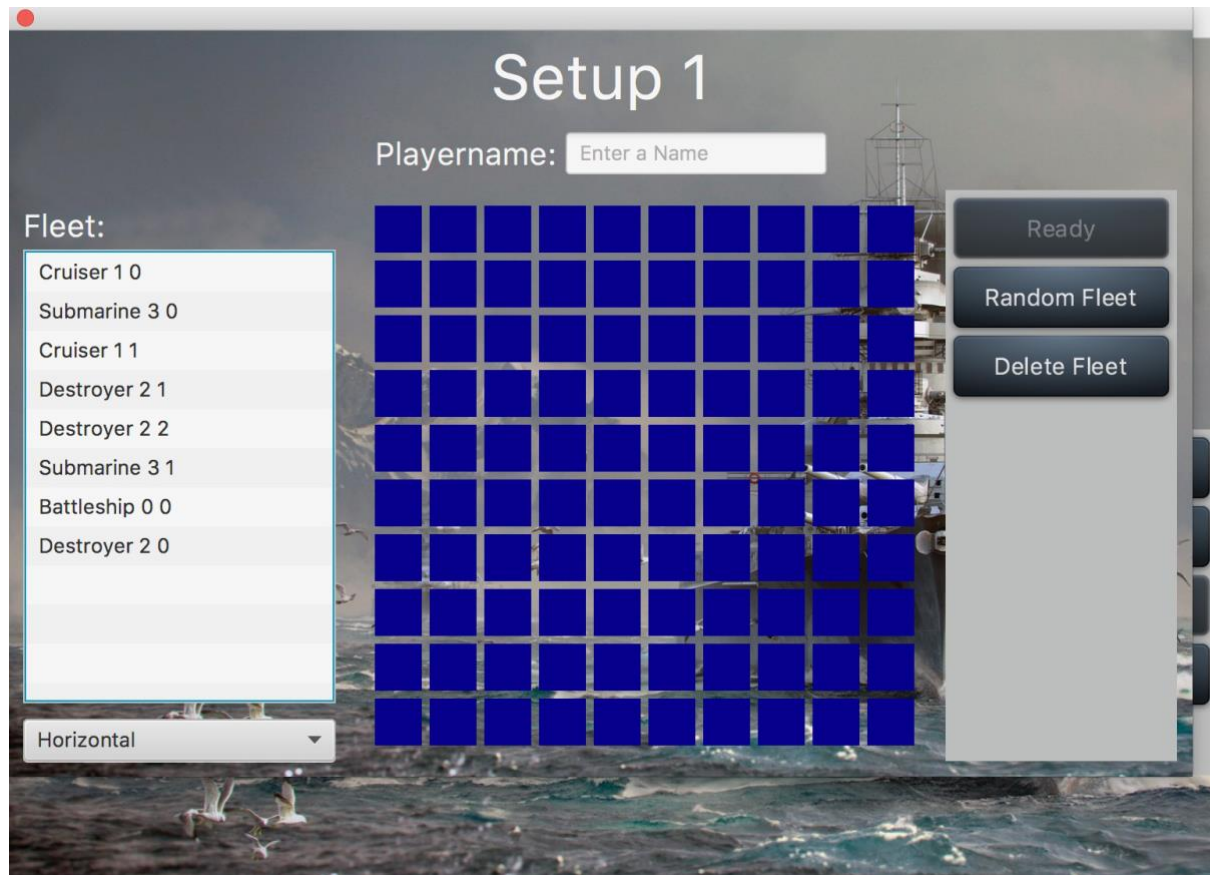 Setup 1
Playername: Enter a Name
Fleet:
Cruiser 1 0
Submarine 3 0
Cruiser 1 1
Destroyer 2 1
Destroyer 2 2
Submarine 3 1
Battleship 0 0
Destroyer 2 0
Horizontal
Ready
Random Fleet
Delete Fleet